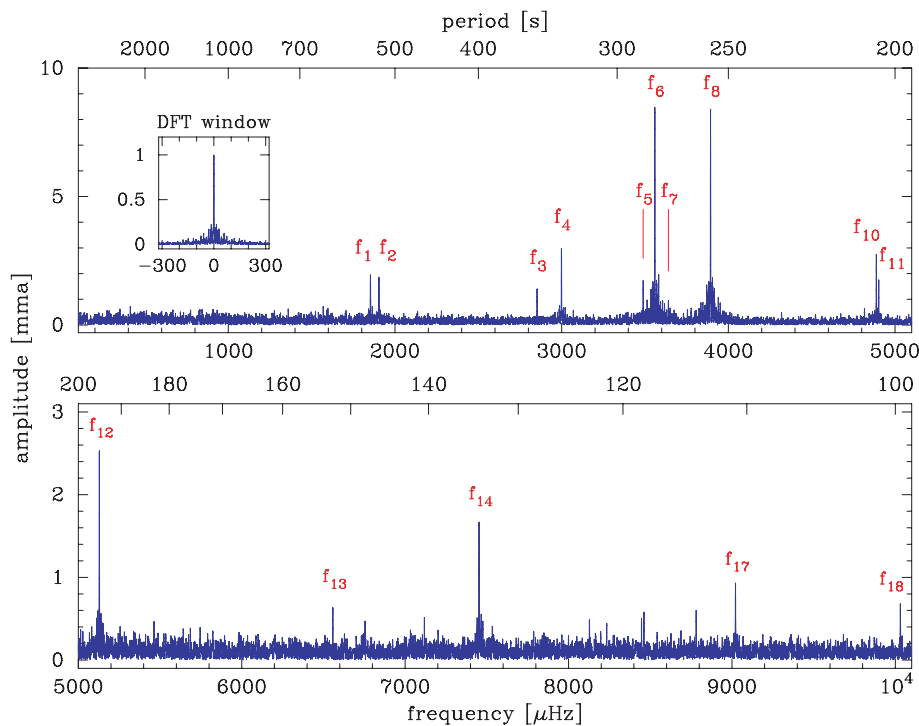 period [s]
2000 1000 700 500 400 300 250 200
10
5
0
amplitude [mma]
DFT window
1
0.5
0
−300 0 300
f1 f2 f3 f4 f5 f6 f7 f8 f10 f11
1000 2000 3000 4000 5000
200 180 160 140 120 100
3
2
1
0
f12 f13 f14 f17 f18
5000 6000 7000 8000 9000 10⁴
frequency [μHz]